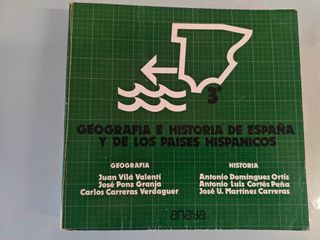 3º
GEOGRAFIA E HISTORIA DE ESPAÑA
Y DE LOS PAISES HISPANICOS
GEOGRAFIA
Juan Vilá Valentí
José Pons Granja
Carlos Carreras Verdaguer
HISTORIA
Antonio Domínguez Ortiz
Antonio Luis Cortés Peña
José U. Martínez Carreras
anaya